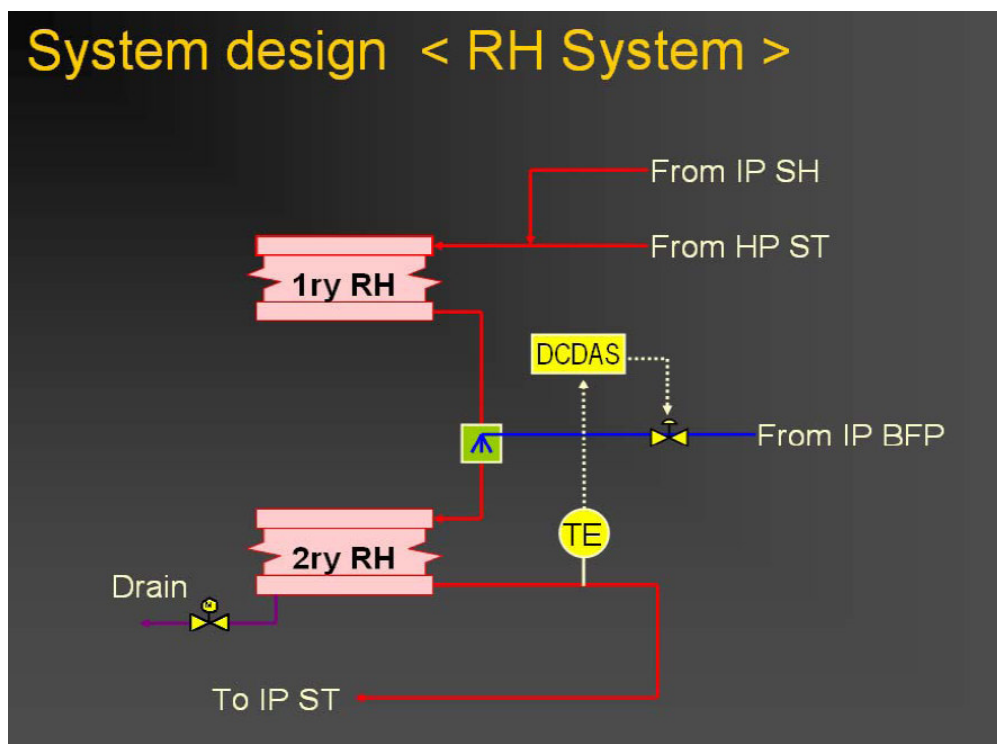 System design < RH System >
From IP SH
From HP ST
1ry RH
DCDAS
From IP BFP
TE
2ry RH
Drain
M
To IP ST